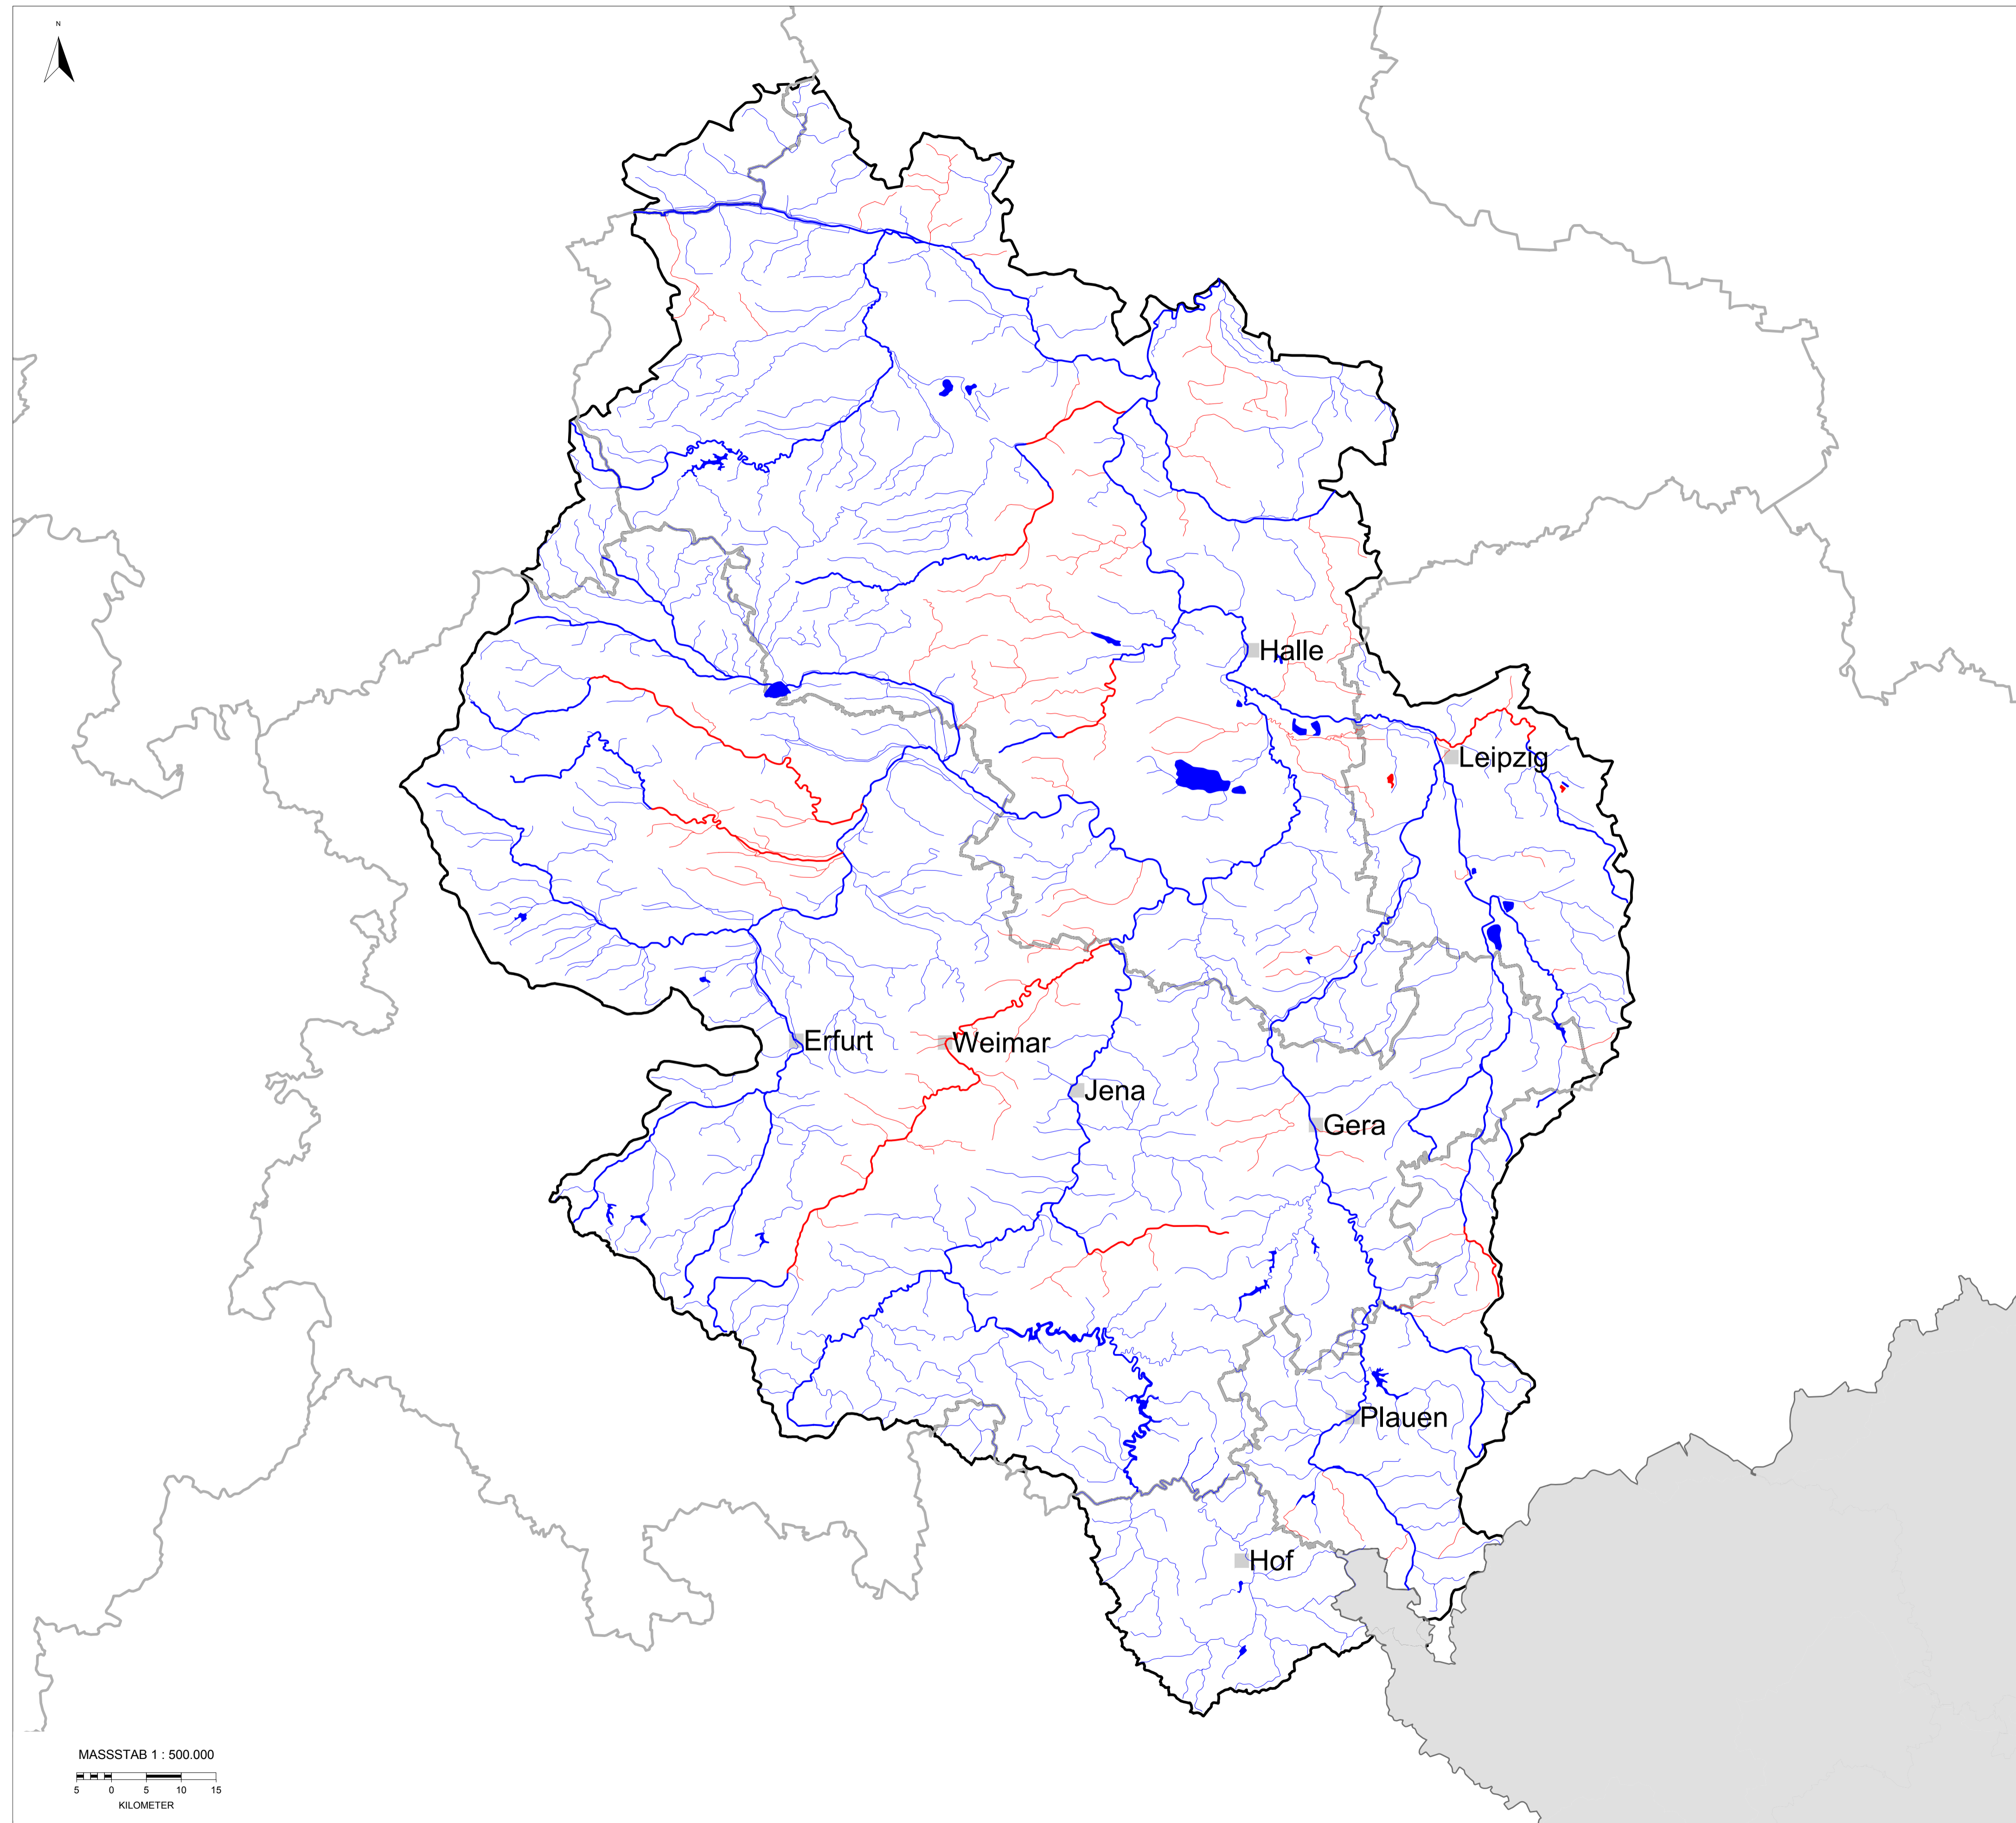 N
Halle
Leipzig
Erfurt
Weimar
Jena
Gera
Plauen
Hof
MASSSTAB 1 : 500.000
5 0 5 10 15
KILOMETER